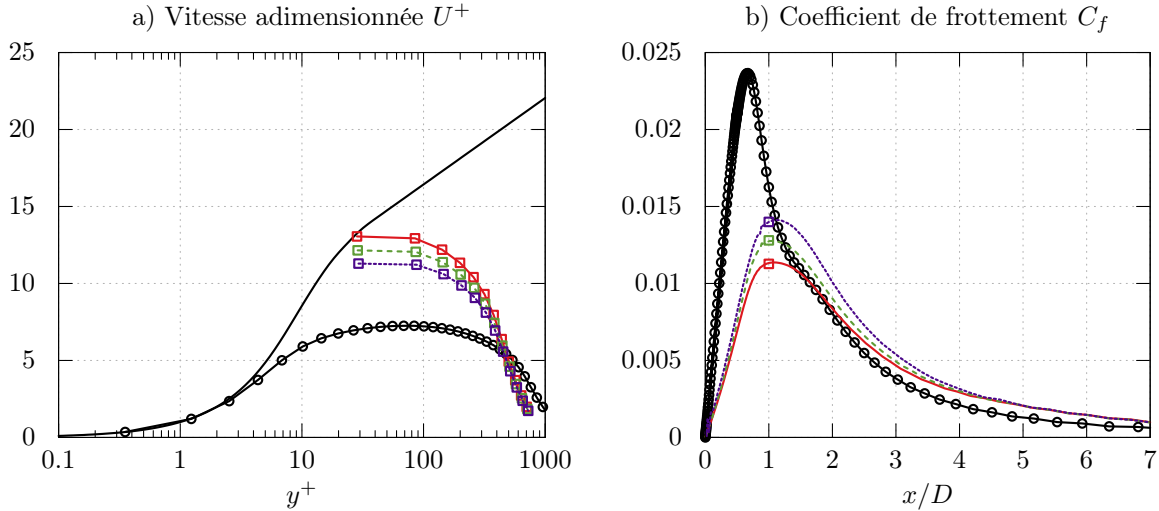 a) Vitesse adimensionnée U⁺
25
20
15
10
5
0
0.1 1 10 100 1000
y⁺
b) Coefficient de frottement C_f
0.025
0.02
0.015
0.01
0.005
0
0 1 2 3 4 5 6 7
x/D